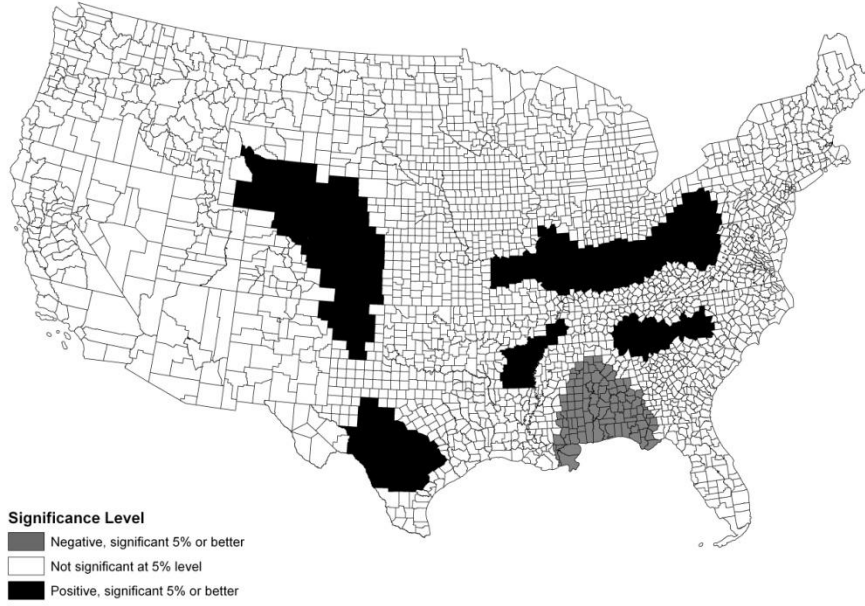 Significance Level
Negative, significant 5% or better
Not significant at 5% level
Positive, significant 5% or better